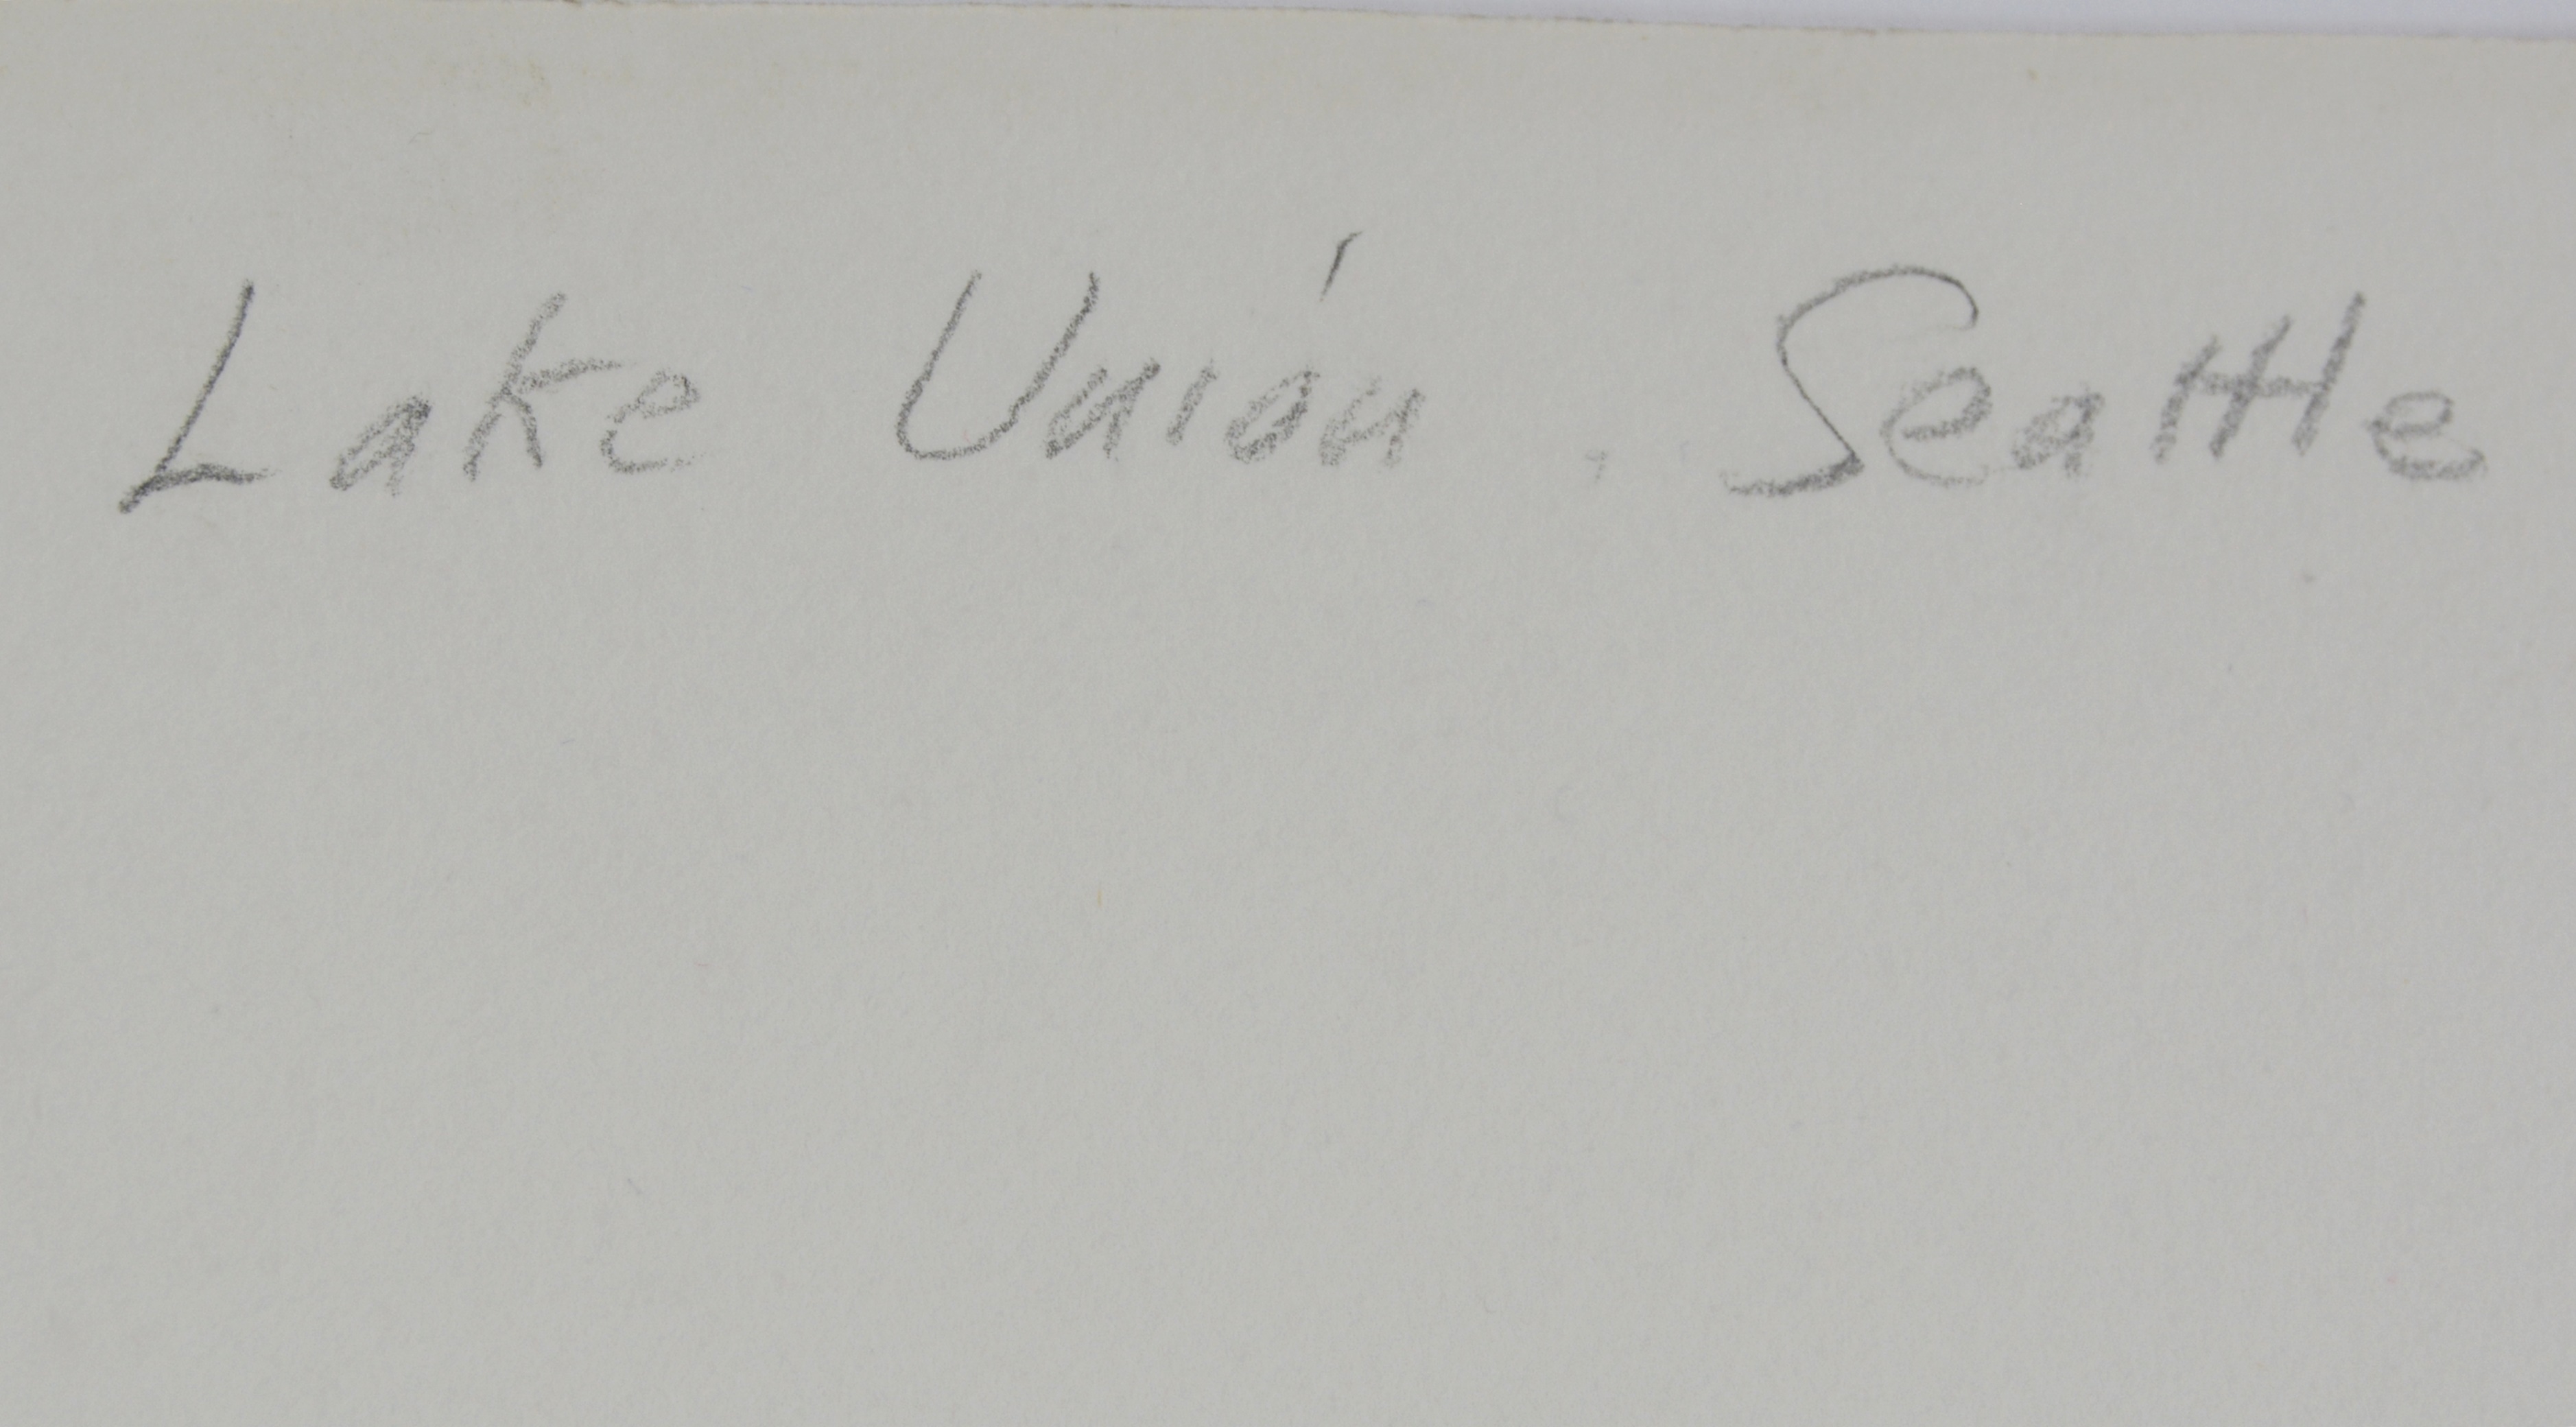 Lake Union . Seattle